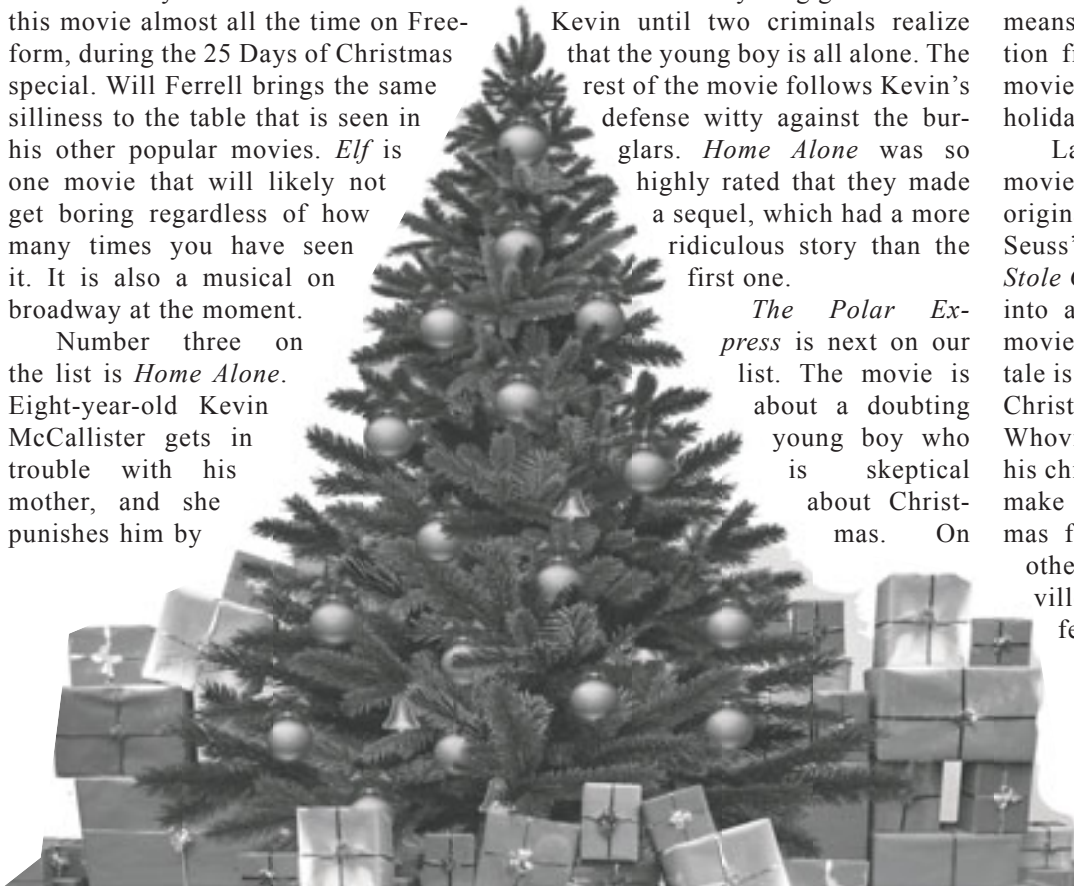 this movie almost all the time on Free-
form, during the 25 Days of Christmas
special. Will Ferrell brings the same
silliness to the table that is seen in
his other popular movies. Elf is
one movie that will likely not
get boring regardless of how
many times you have seen
it. It is also a musical on
broadway at the moment.
Number three on
the list is Home Alone.
Eight-year-old Kevin
McCallister gets in
trouble with his
mother, and she
punishes him by
Kevin until two criminals realize
that the young boy is all alone. The
rest of the movie follows Kevin’s
defense witty against the bur-
glars. Home Alone was so
highly rated that they made
a sequel, which had a more
ridiculous story than the
first one.
The Polar Ex-
press is next on our
list. The movie is
about a doubting
young boy who
is skeptical
about Christ-
mas. On
means
tion
movie
holida
La
movie
origin
Seuss’
Stole
into a
movie
tale is
Christ
Whov
his ch
make
mas f
othe
vill
fe